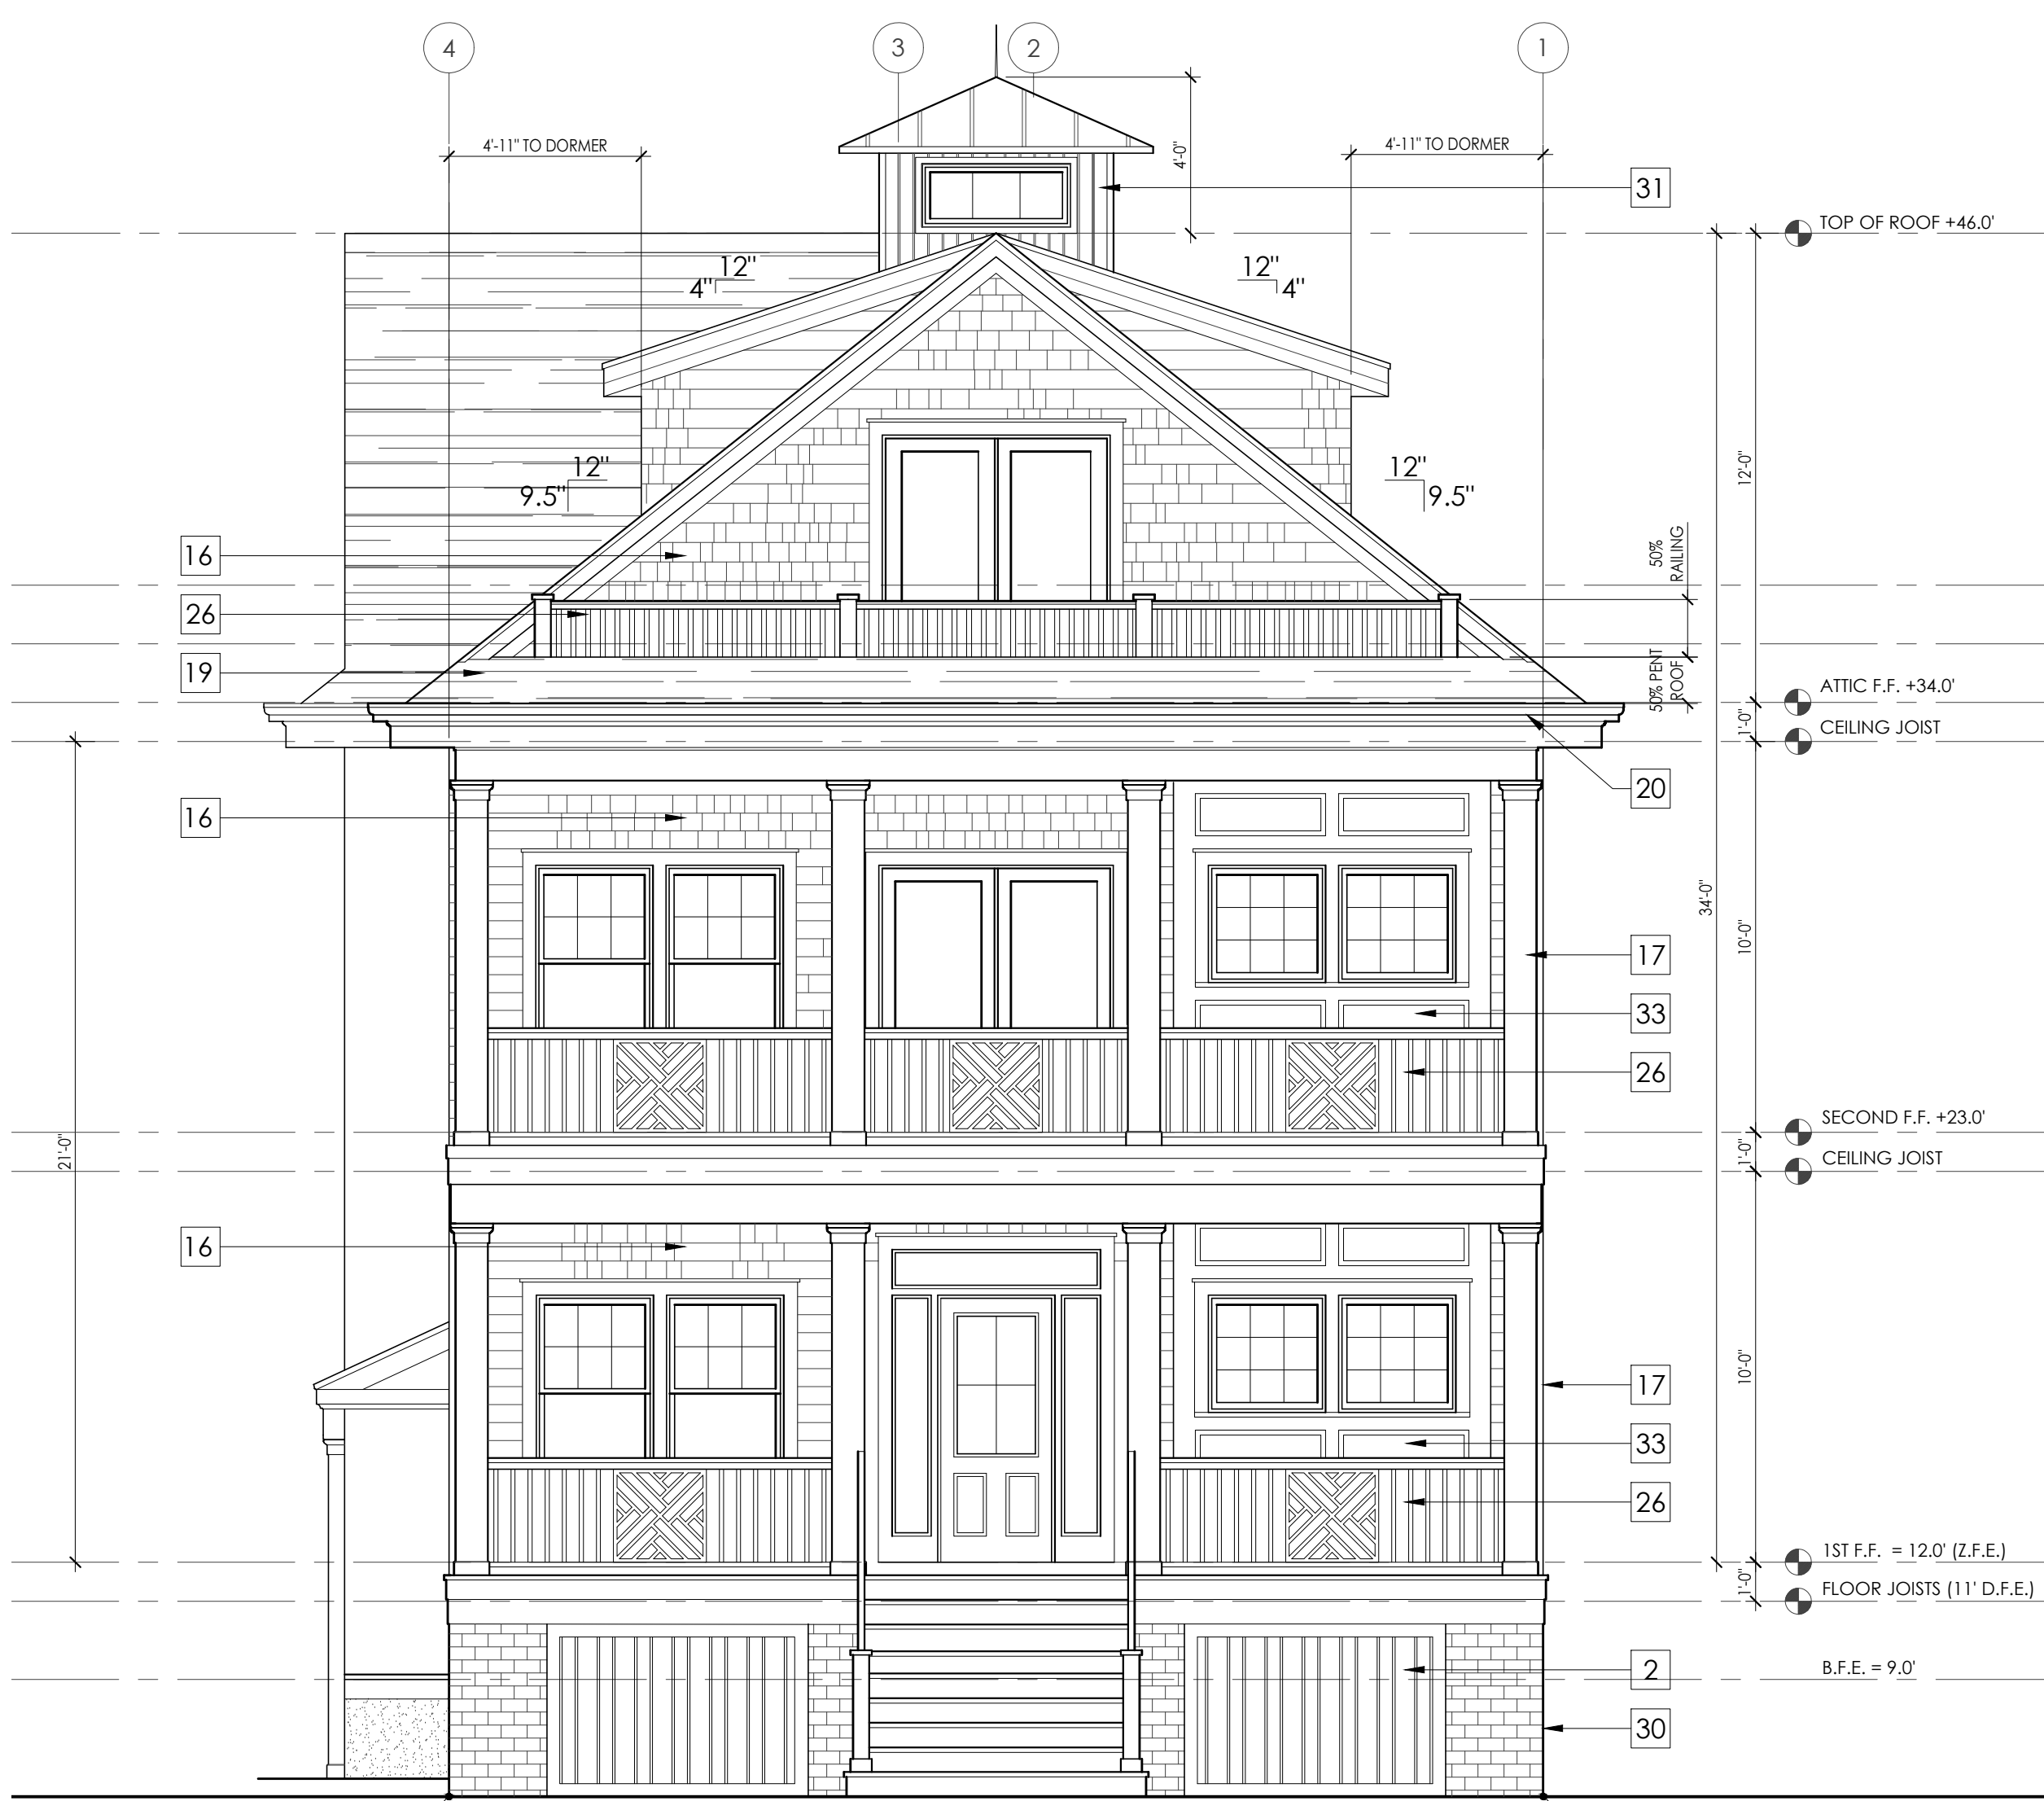 4
3
2
1
4'-11" TO DORMER
4'-11" TO DORMER
4'-0"
31
TOP OF ROOF +46.0'
12"
4"
12"
4"
12"
9.5"
12"
9.5"
12'-0"
16
50%
RAILING
26
19
50% PENT
ROOF
ATTIC F.F. +34.0'
1'-0"
CEILING JOIST
20
16
34'-0"
10'-0"
17
33
26
21'-0"
SECOND F.F. +23.0'
1'-0"
CEILING JOIST
16
10'-0"
17
33
26
1ST F.F. = 12.0' (Z.F.E.)
1'-0"
FLOOR JOISTS (11' D.F.E.)
2
B.F.E. = 9.0'
30